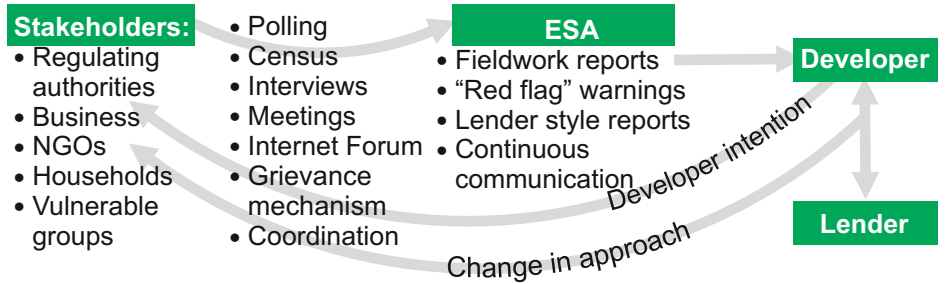 Stakeholders:
• Regulating
authorities
• Business
• NGOs
• Households
• Vulnerable
groups
• Polling
• Census
• Interviews
• Meetings
• Internet Forum
• Grievance
mechanism
• Coordination
ESA
• Fieldwork reports
• “Red flag” warnings
• Lender style reports
• Continuous
communication
Developer
Developer intention
Change in approach
Lender